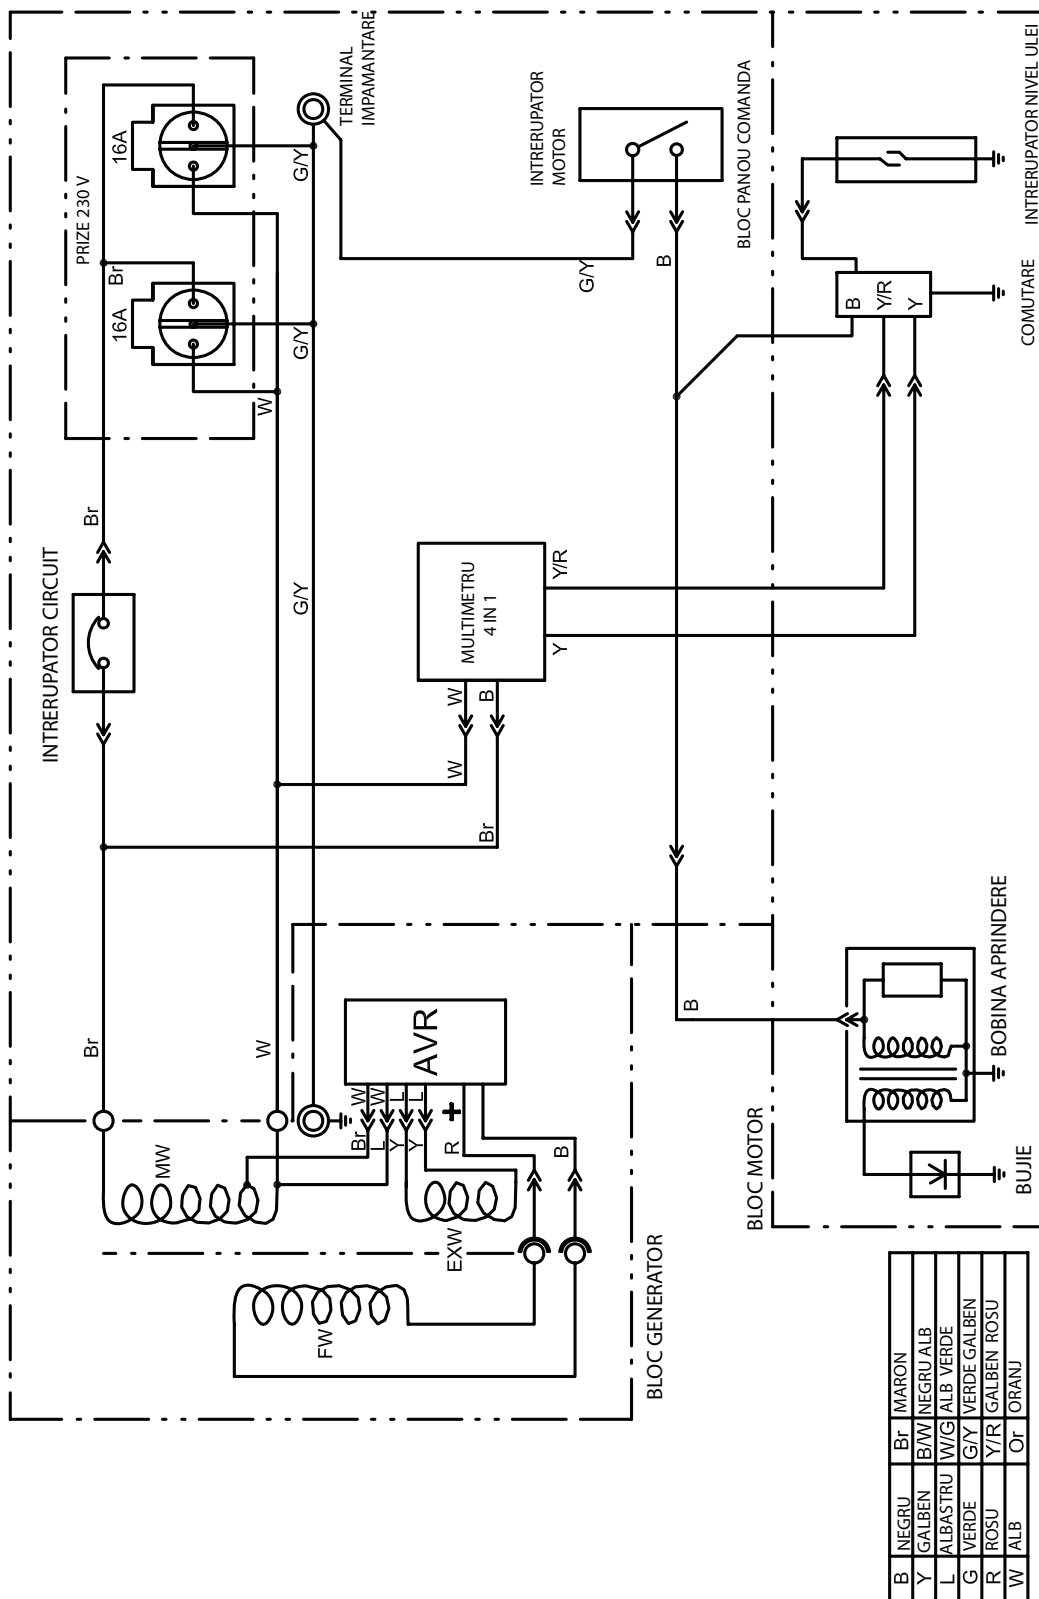 INTRERUPATOR CIRCUIT
PRIZE 230 V
16A
16A
Br
Br
Br
W
W
G/Y
G/Y
G/Y
TERMINAL
IMPAMANTARE
INTRERUPATOR
MOTOR
G/Y
B
BLOC PANOU COMANDA
INTRERUPATOR NIVEL ULEI
COMUTARE
B
Y/R
Y
MULTIMETRU
4 IN 1
W
B
Y
Y/R
W
Br
MW
AVR
W
W
L
L
Br
L
Y
Y
+
R
B
EXW
FW
BLOC GENERATOR
B
BLOC MOTOR
BOBINA APRINDERE
BUJIE
B NEGRU Br MARON
Y GALBEN B/W NEGRU ALB
L ALBASTRU W/G ALB VERDE
G VERDE G/Y VERDE GALBEN
R ROSU Y/R GALBEN ROSU
W ALB Or ORANJ